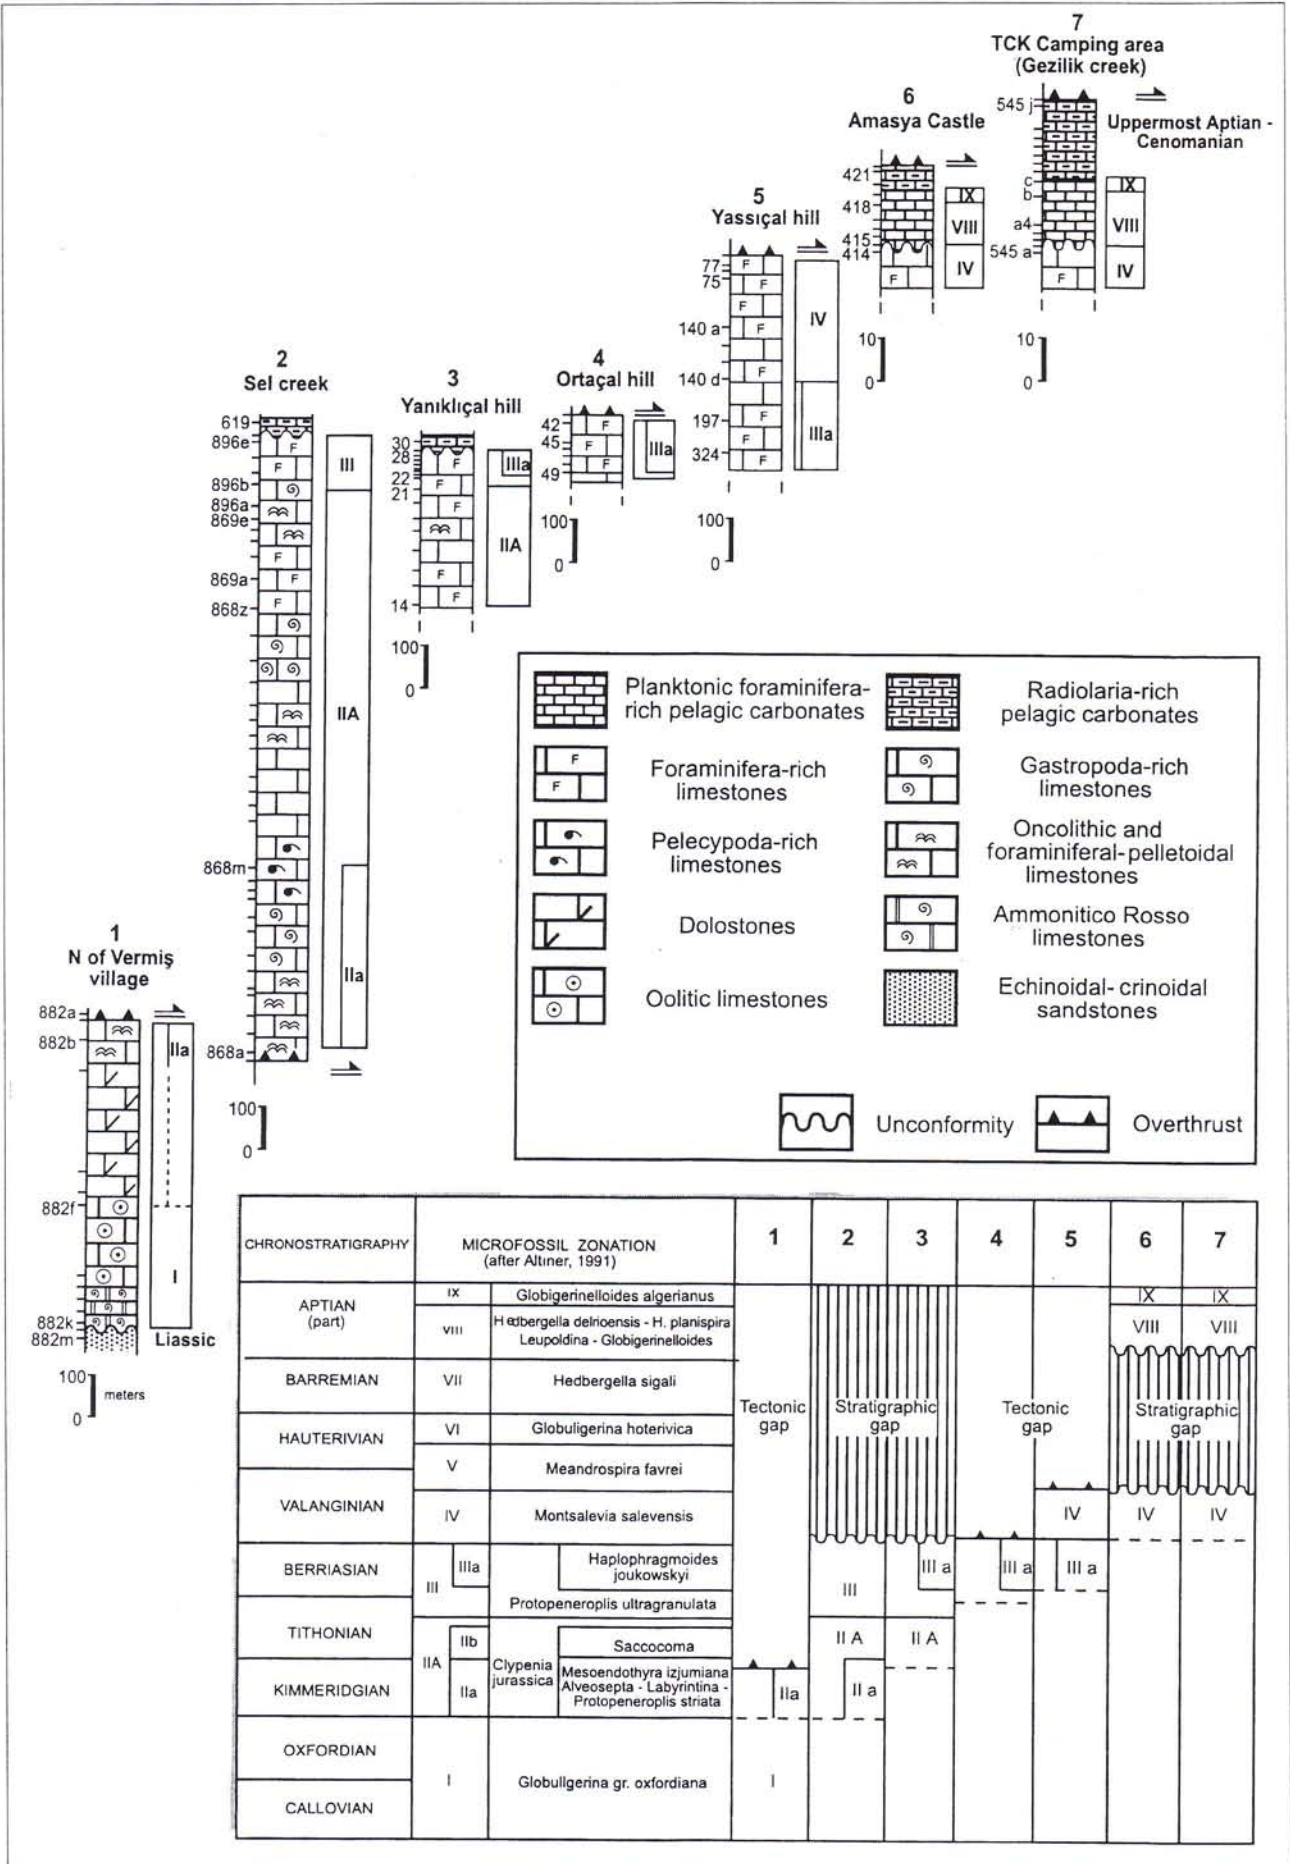 7
TCK Camping area
(Gezilik creek)
545 j
c
b
a4
545 a
F
Uppermost Aptian -
Cenomanian
IX
VIII
IV
10
0
6
Amasya Castle
421
418
415
414
F
IX
VIII
IV
10
0
5
Yassıçal hill
77
75
140 a
140 d
197
324
F
F
F
F
F
F
F
F
IV
IIIa
100
0
4
Ortaçal hill
42
45
49
F
F
F
IIIa
100
0
3
Yanıklıçal hill
30
28
22
21
14
F
F
F
F
F
IIIa
IIA
100
0
2
Sel creek
619
896e
896b
896a
869e
869a
868z
868m
868a
F
F
F
F
F
III
IIA
IIa
100
0
1
N of Vermiş
village
882a
882b
882f
882k
882m
IIa
I
Liassic
100
0
meters
Planktonic foraminifera-
rich pelagic carbonates
F
F
Foraminifera-rich
limestones
Pelecypoda-rich
limestones
Dolostones
Oolitic limestones
Radiolaria-rich
pelagic carbonates
Gastropoda-rich
limestones
Oncolithic and
foraminiferal-pelletoidal
limestones
Ammonitico Rosso
limestones
Echinoidal- crinoidal
sandstones
Unconformity
Overthrust
CHRONOSTRATIGRAPHY
MICROFOSSIL ZONATION
(after Altıner, 1991)
1 2 3 4 5 6 7
APTIAN
(part)
IX
Globigerinelloides algerianus
IX IX
VIII
Hedbergella delrioensis - H. planispira
Leupoldina - Globigerinelloides
VIII VIII
BARREMIAN
VII
Hedbergella sigali
Tectonic
gap
Stratigraphic
gap
Tectonic
gap
Stratigraphic
gap
HAUTERIVIAN
VI
Globuligerina hoterivica
V
Meandrospira favrei
VALANGINIAN
IV
Montsalevia salevensis
IV IV IV
BERRIASIAN
III
IIIa
Haplophragmoides
joukowskyi
Protopeneroplis ultragranulata
III
III a
III a
III a
TITHONIAN
IIA
IIb
Clypenia
jurassica
Saccocoma
II A II A
KIMMERIDGIAN
IIa
Mesoendothyra izjumiana
Alveosepta - Labyrintina -
Protopeneroplis striata
IIa
II a
OXFORDIAN
I
Globullgerina gr. oxfordiana
I
CALLOVIAN